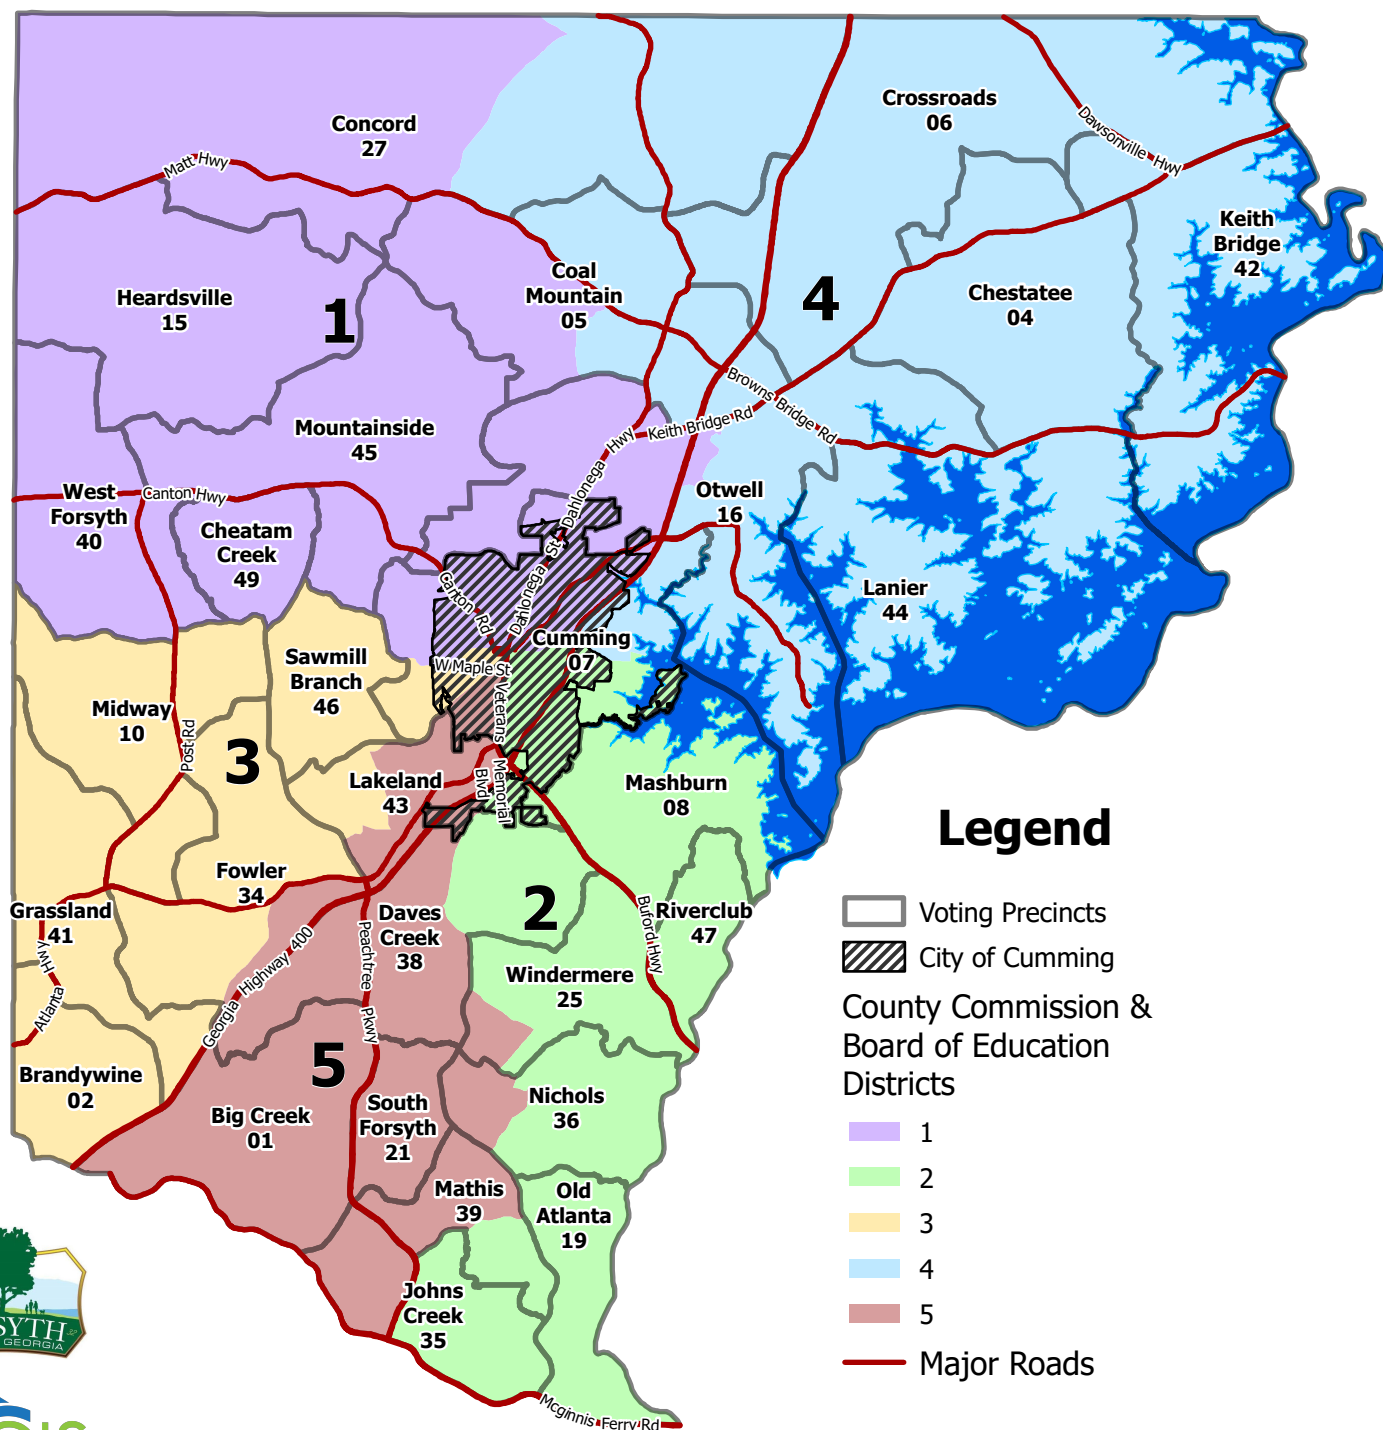 Concord
27
Crossroads
06
Dawsonville Hwy
Matt Hwy
Keith
Bridge
42
Heardsville
15
1
Coal
Mountain
05
4
Chestatee
04
Browns Bridge Rd
Keith Bridge Rd
Dahlonega Hwy
Mountainside
45
West
Forsyth
40
Canton Hwy
Cheatam
Creek
49
Otwell
16
Lanier
44
Canton Rd
Dahlonega St
Cumming
07
W Maple St
Veterans
Memorial
Blvd
Sawmill
Branch
46
Midway
10
Post Rd
3
Lakeland
43
Mashburn
08
Fowler
34
Grassland
41
Atlanta Hwy
Daves
Creek
38
2
Riverclub
47
Buford Hwy
Windermere
25
Georgia Highway 400
Peachtree Pkwy
5
Brandywine
02
Big Creek
01
South
Forsyth
21
Nichols
36
Mathis
39
Old
Atlanta
19
Johns
Creek
35
Mcginnis Ferry Rd
Legend
Voting Precincts
City of Cumming
County Commission &
Board of Education
Districts
1
2
3
4
5
Major Roads
GEORGIA